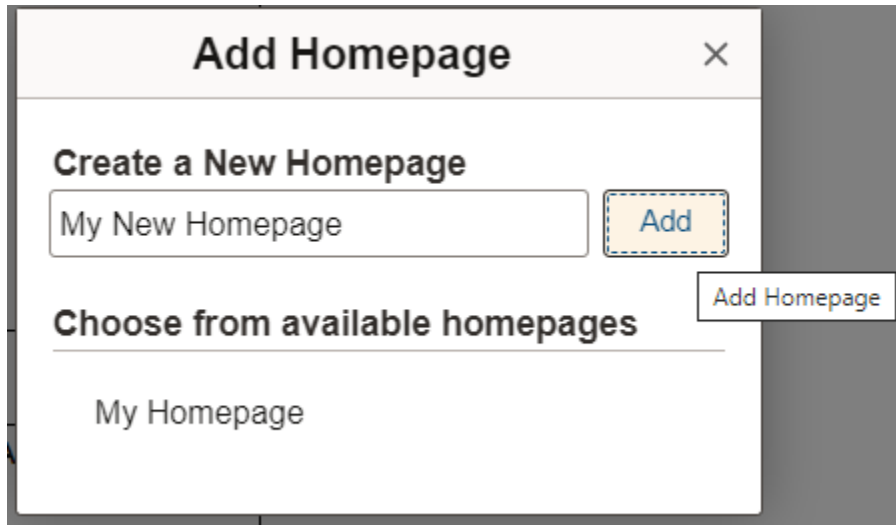 Add Homepage
Create a New Homepage
My New Homepage
Add
Add Homepage
Choose from available homepages
My Homepage